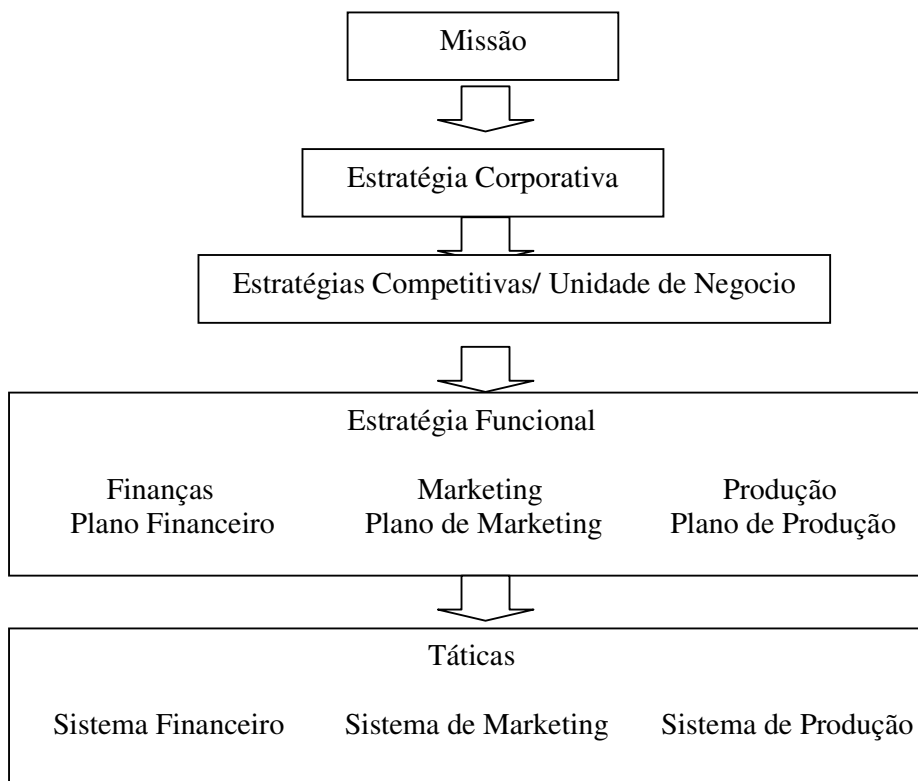 Missão
Estratégia Corporativa
Estratégias Competitivas/ Unidade de Negocio
Estratégia Funcional
Finanças Marketing Produção
Plano Financeiro Plano de Marketing Plano de Produção
Táticas
Sistema Financeiro Sistema de Marketing Sistema de Produção